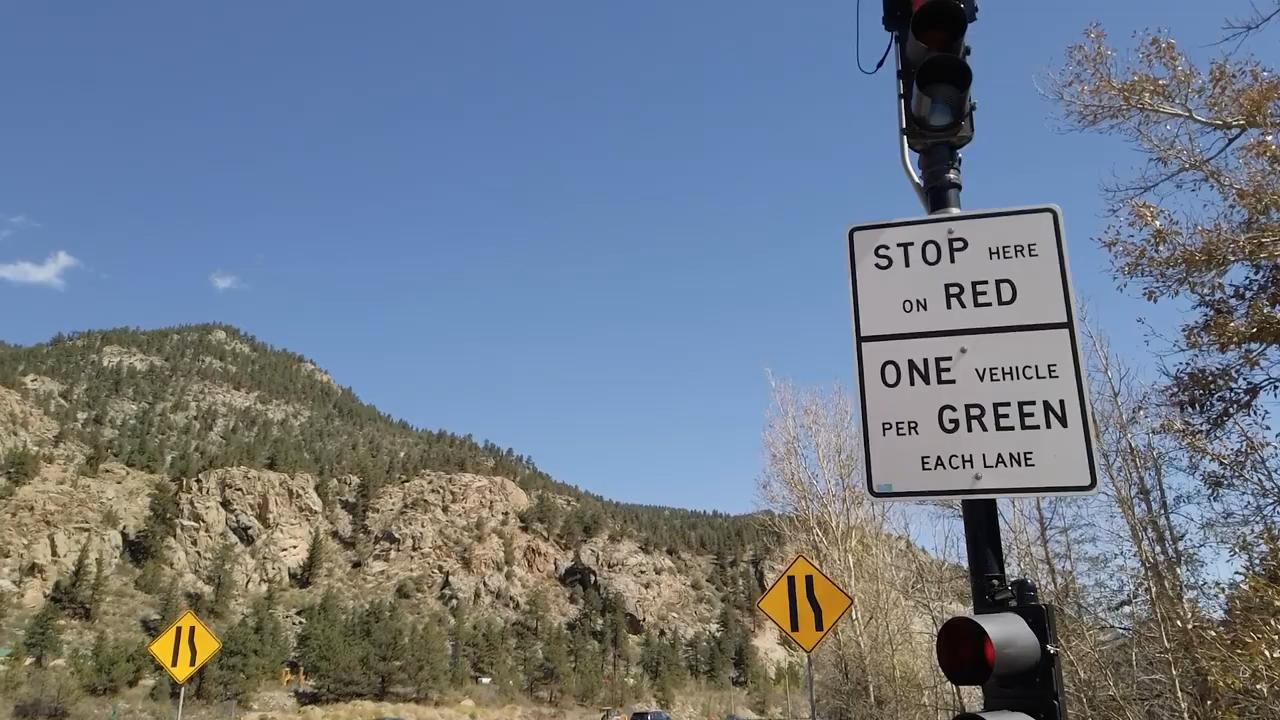 STOP HERE
ON RED
ONE VEHICLE
PER GREEN
EACH LANE